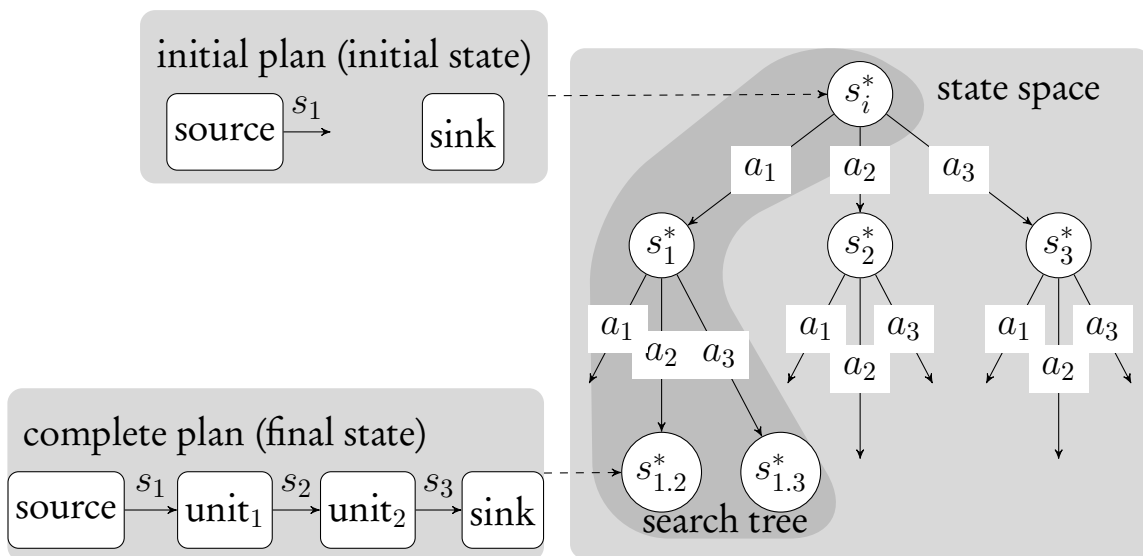 initial plan (initial state)
source s₁ sink
complete plan (final state)
source s₁ unit₁ s₂ unit₂ s₃ sink
state space
s*ᵢ
a₁ a₂ a₃
s*₁ s*₂ s*₃
a₁ a₂ a₃ a₁ a₂ a₃ a₁ a₂ a₃
s*₁.₂ s*₁.₃
search tree